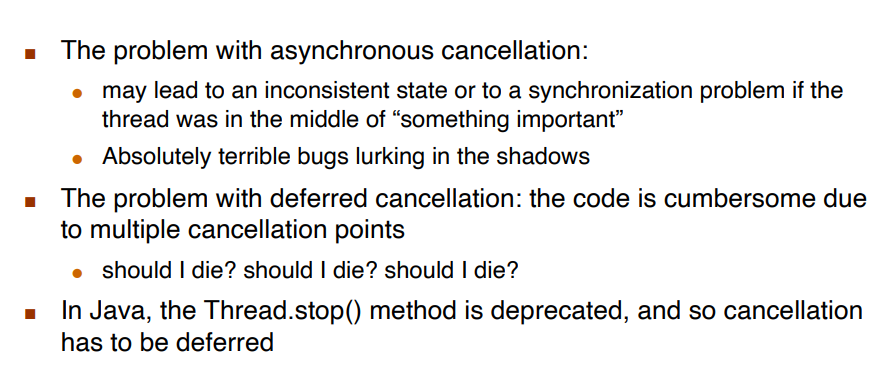 The problem with asynchronous cancellation:
may lead to an inconsistent state or to a synchronization problem if the
thread was in the middle of “something important”
Absolutely terrible bugs lurking in the shadows
The problem with deferred cancellation: the code is cumbersome due
to multiple cancellation points
should I die? should I die? should I die?
In Java, the Thread.stop() method is deprecated, and so cancellation
has to be deferred